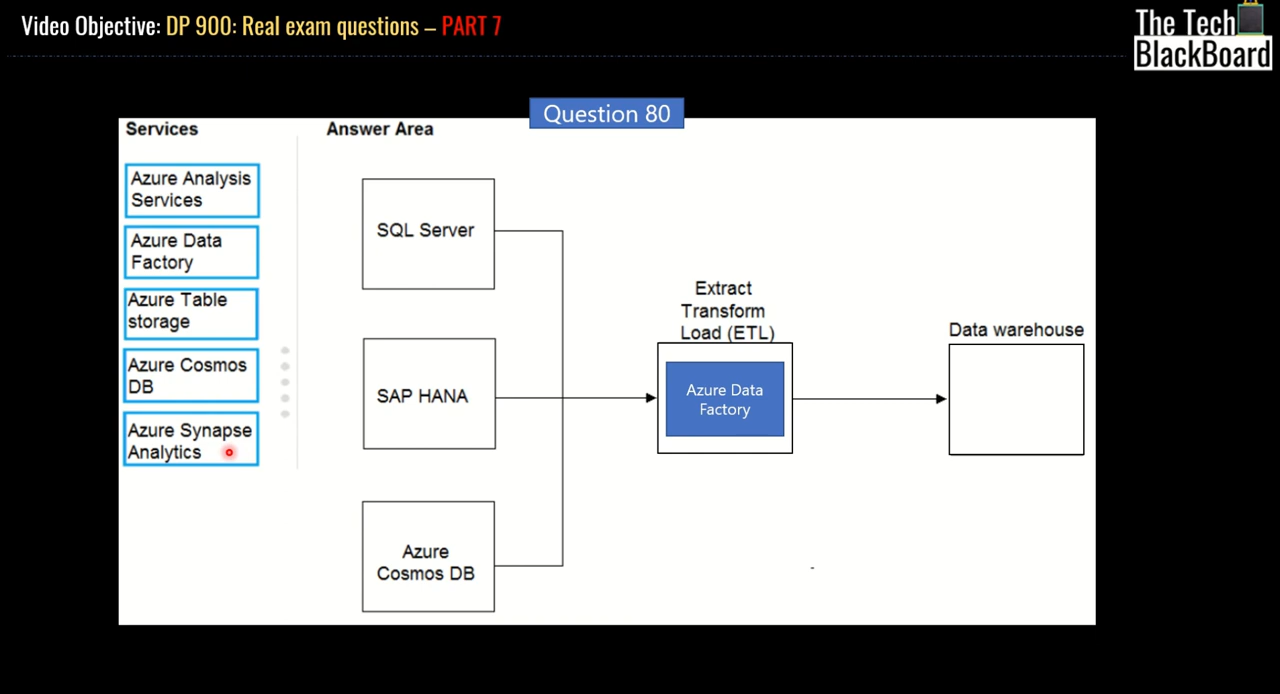 Video Objective: DP 900: Real exam questions – PART 7
The Tech
BlackBoard
Question 80
Services
Answer Area
Azure Analysis
Services
Azure Data
Factory
Azure Table
storage
Azure Cosmos
DB
Azure Synapse
Analytics
SQL Server
SAP HANA
Azure
Cosmos DB
Extract
Transform
Load (ETL)
Azure Data
Factory
Data warehouse